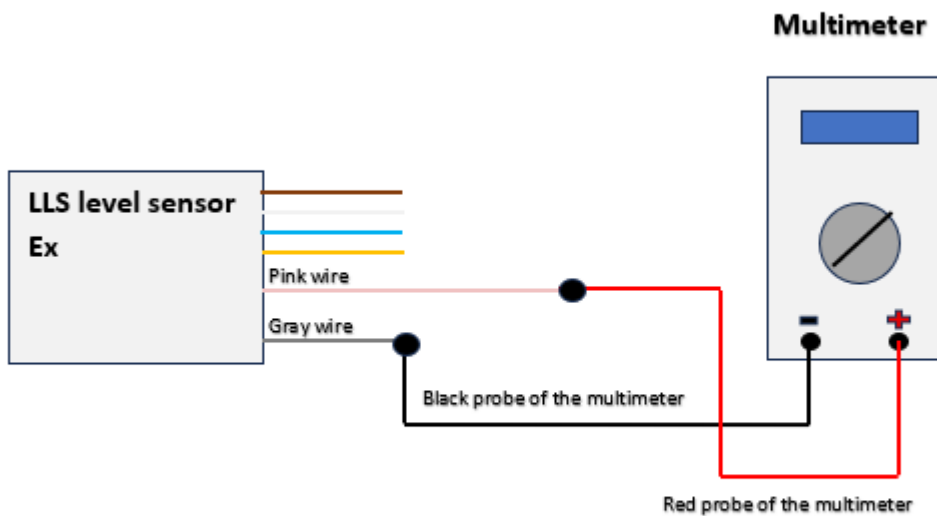 Multimeter
LLS level sensor
Ex
Pink wire
Gray wire
- +
Black probe of the multimeter
Red probe of the multimeter